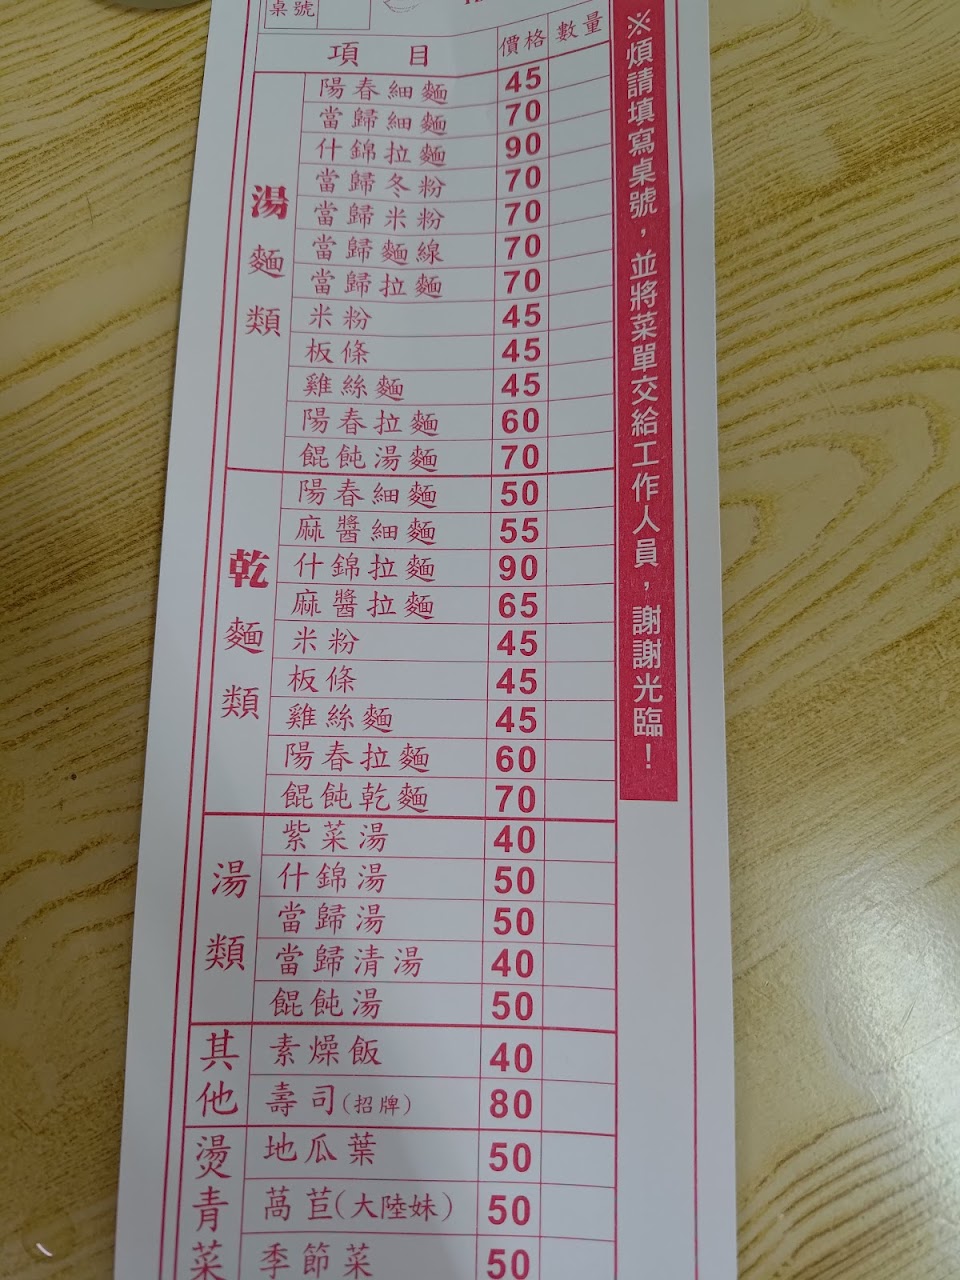 桌號
項目 價格 數量
湯麵類
陽春細麵 45
當歸細麵 70
什錦拉麵 90
當歸冬粉 70
當歸米粉 70
當歸麵線 70
當歸拉麵 70
米粉 45
板條 45
雞絲麵 45
陽春拉麵 60
餛飩湯麵 70
乾麵類
陽春細麵 50
麻醬細麵 55
什錦拉麵 90
麻醬拉麵 65
米粉 45
板條 45
雞絲麵 45
陽春拉麵 60
餛飩乾麵 70
湯類
紫菜湯 40
什錦湯 50
當歸湯 50
當歸清湯 40
餛飩湯 50
其他
素燥飯 40
壽司(招牌) 80
燙青菜
地瓜葉 50
萵苣(大陸妹) 50
季節菜 50
※煩請填寫桌號，並將菜單交給工作人員，謝謝光臨！